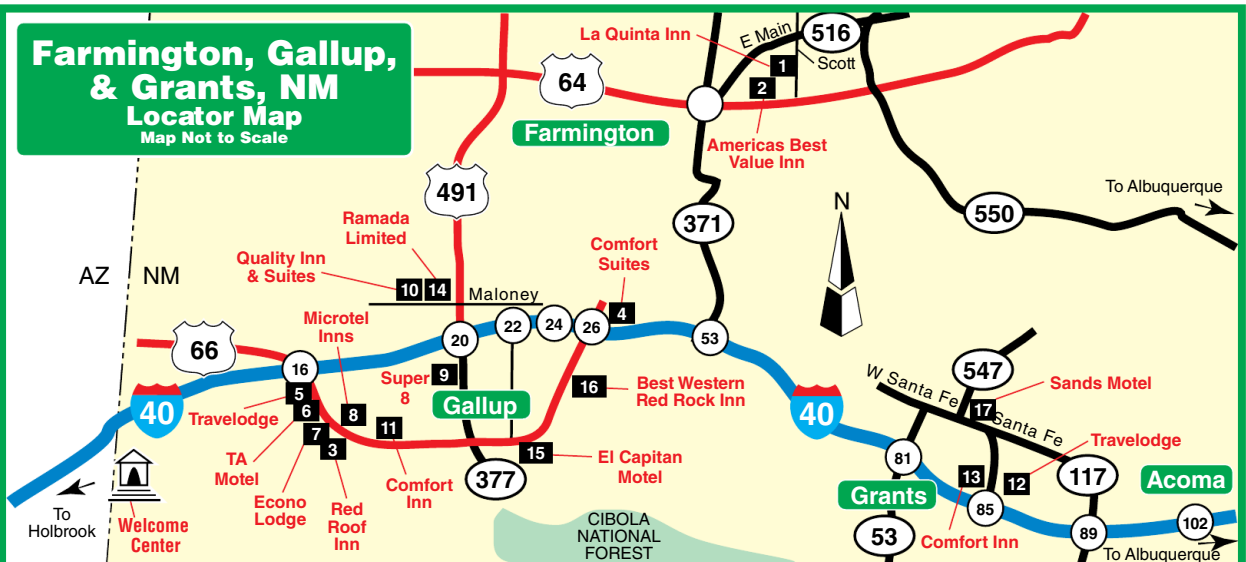 Farmington, Gallup,
& Grants, NM
Locator Map
Map Not to Scale
La Quinta Inn
E Main
516
1
Scott
64
2
Farmington
Americas Best
Value Inn
491
To Albuquerque
550
N
371
Ramada
Limited
Comfort
Suites
Quality Inn
& Suites
AZ
NM
10
14
Maloney
4
Microtel
Inns
66
20
22
24
26
53
16
547
Super
8
9
16
Best Western
Red Rock Inn
W Santa Fe
Sands Motel
40
Travelodge
5
6
8
Gallup
40
17
Santa Fe
7
3
11
Travelodge
TA
Motel
15
El Capitan
Motel
81
377
13
12
117
Acoma
Econo
Lodge
Comfort
Inn
Grants
Red
Roof
Inn
85
To
Holbrook
Welcome
Center
CIBOLA
NATIONAL
FOREST
53
Comfort Inn
89
102
To Albuquerque